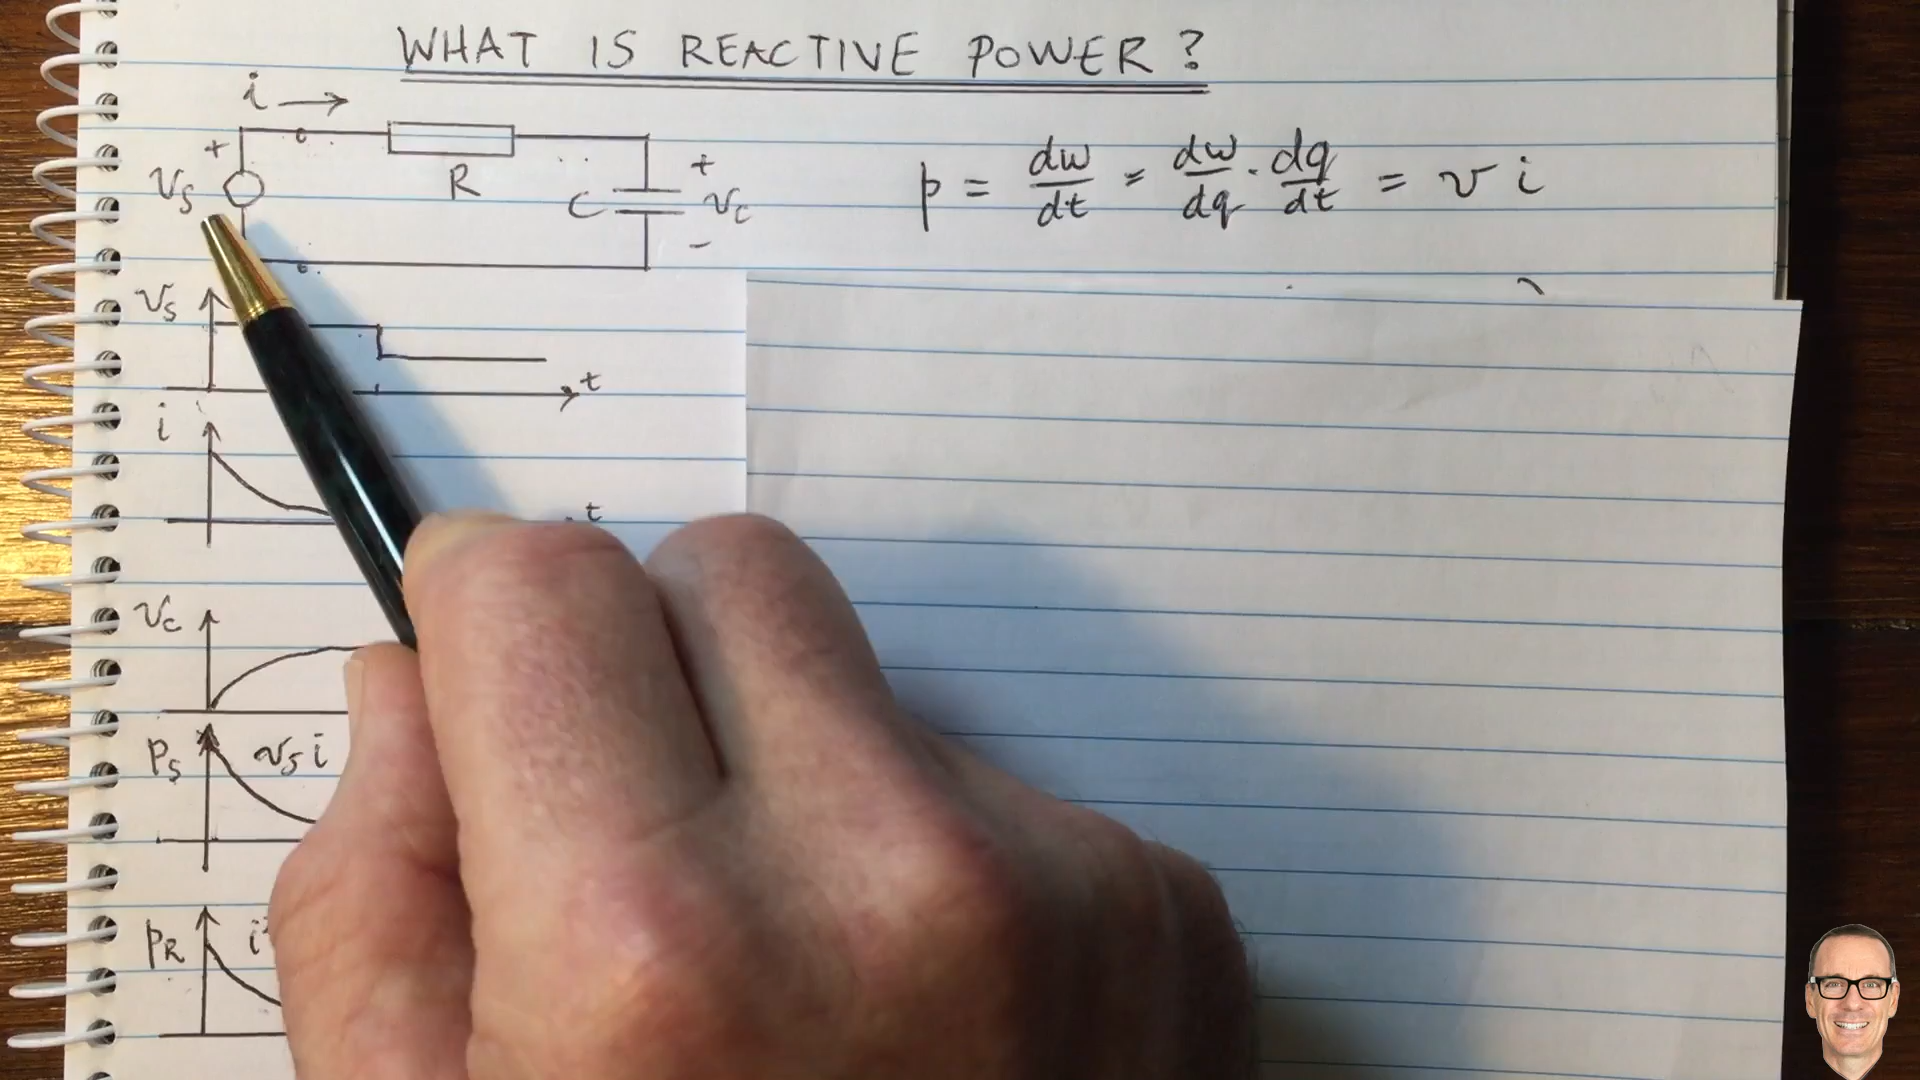 WHAT IS REACTIVE POWER?
i
+
R
+
p = dw/dt = dw/dq · dq/dt = v i
vS
C
vC
−
vS
t
i
t
vC
pS vS i
pR